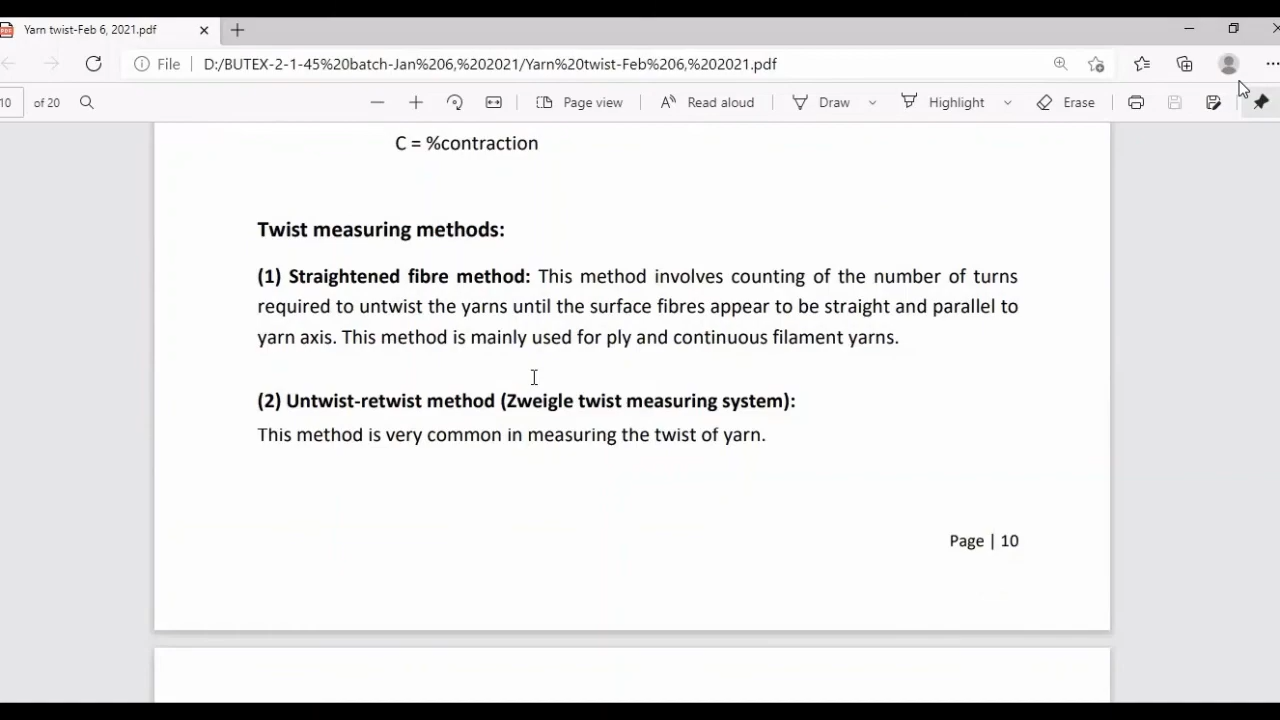 Yarn twist-Feb 6, 2021.pdf
File D:/BUTEX-2-1-45%20batch-Jan%206,%202021/Yarn%20twist-Feb%206,%202021.pdf
10 of 20 Page view Read aloud Draw Highlight Erase
C = %contraction
Twist measuring methods:
(1) Straightened fibre method: This method involves counting of the number of turns
required to untwist the yarns until the surface fibres appear to be straight and parallel to
yarn axis. This method is mainly used for ply and continuous filament yarns.
(2) Untwist-retwist method (Zweigle twist measuring system):
This method is very common in measuring the twist of yarn.
Page | 10